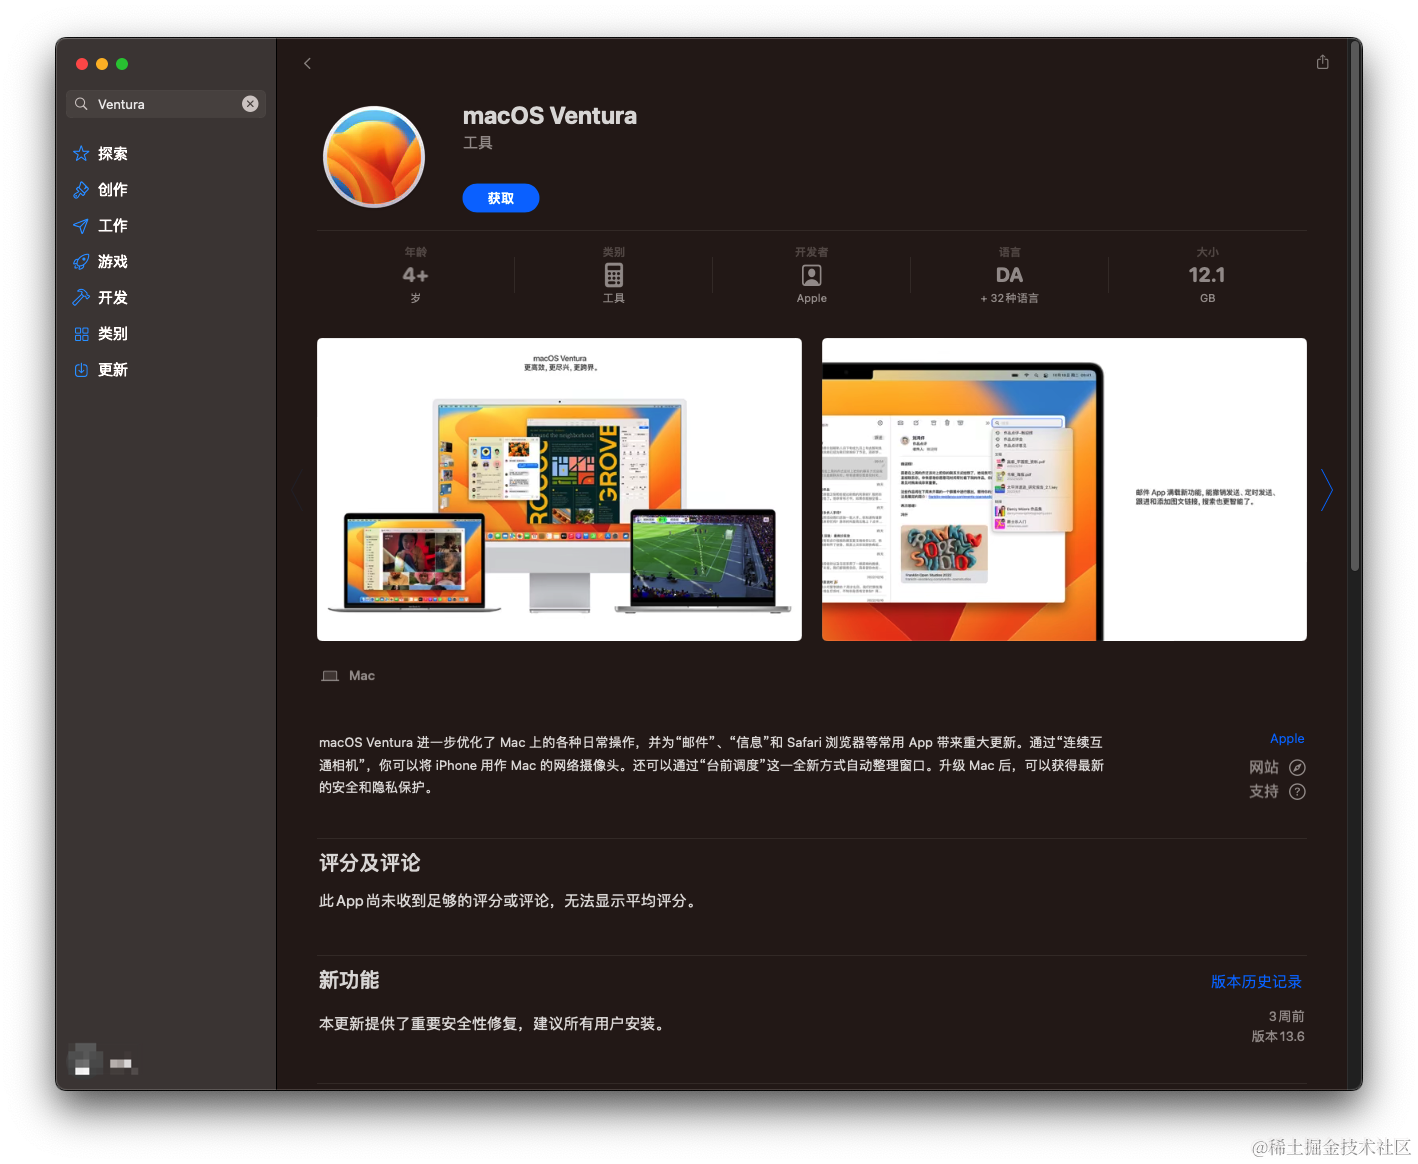 Ventura
探索
创作
工作
游戏
开发
类别
更新
macOS Ventura
工具
获取
年龄
4+
岁
类别
工具
开发者
Apple
语言
DA
+ 32种语言
大小
12.1
GB
macOS Ventura
更高效，更尽兴，更跨界。
GROVE
邮件 App 满载新功能，能撤销发送、定时发送、
跟进和添加图文链接，搜索也更智能了。
Mac
macOS Ventura 进一步优化了 Mac 上的各种日常操作，并为“邮件”、“信息”和 Safari 浏览器等常用 App 带来重大更新。通过“连续互
通相机”，你可以将 iPhone 用作 Mac 的网络摄像头。还可以通过“台前调度”这一全新方式自动整理窗口。升级 Mac 后，可以获得最新
的安全和隐私保护。
Apple
网站
支持
评分及评论
此 App 尚未收到足够的评分或评论，无法显示平均评分。
新功能
版本历史记录
本更新提供了重要安全性修复，建议所有用户安装。
3周前
版本13.6
@稀土掘金技术社区